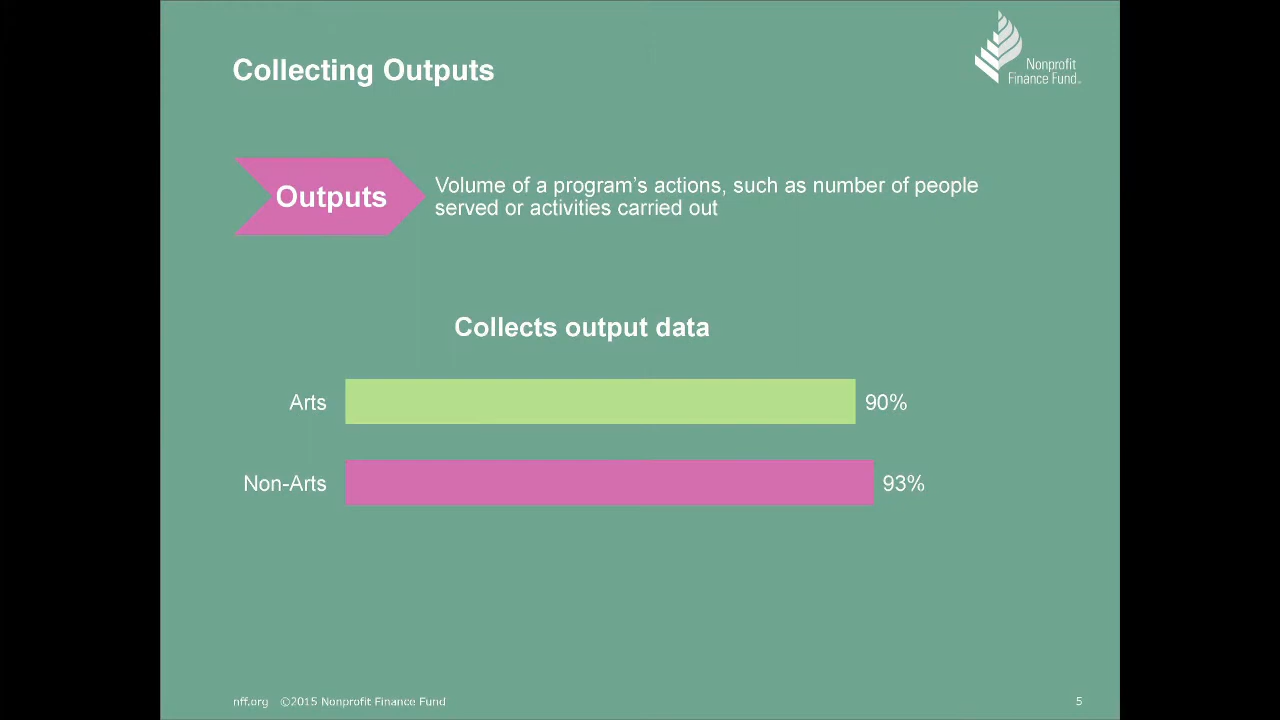 Collecting Outputs
Nonprofit
Finance Fund.
Outputs
Volume of a program’s actions, such as number of people
served or activities carried out
Collects output data
Arts
90%
Non-Arts
93%
nff.org ©2015 Nonprofit Finance Fund
5